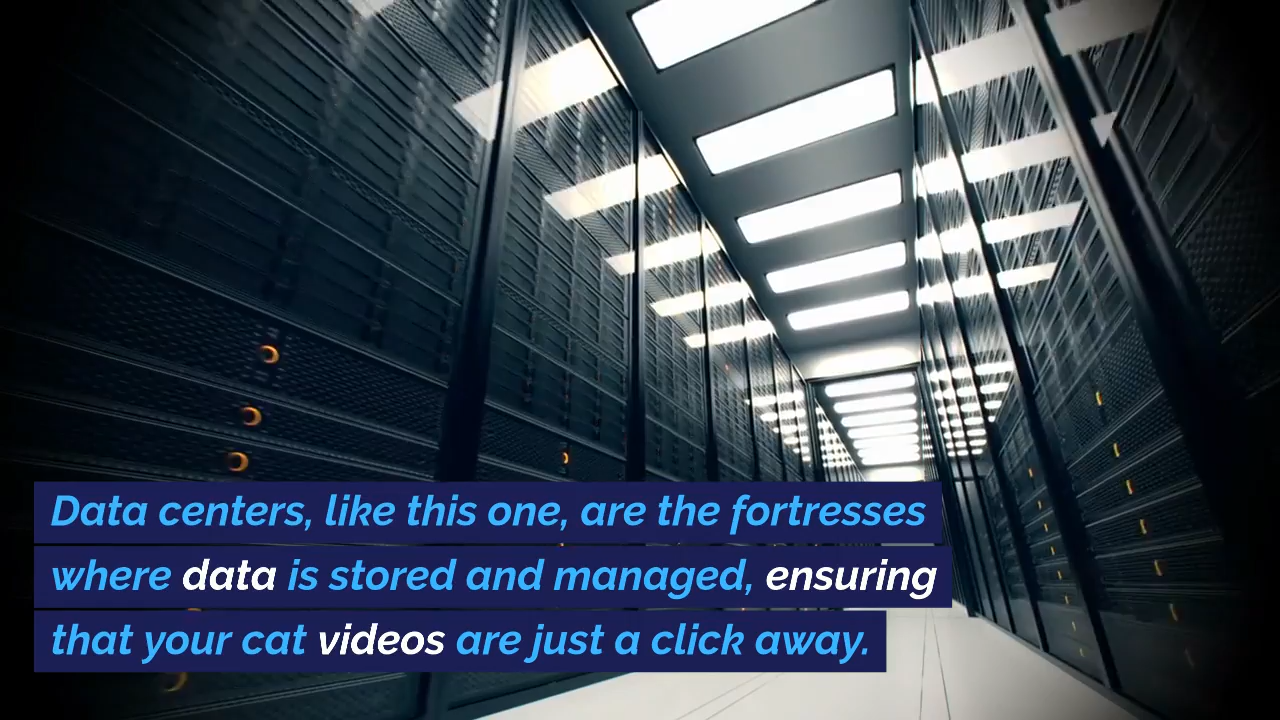 Data centers, like this one, are the fortresses
where data is stored and managed, ensuring
that your cat videos are just a click away.